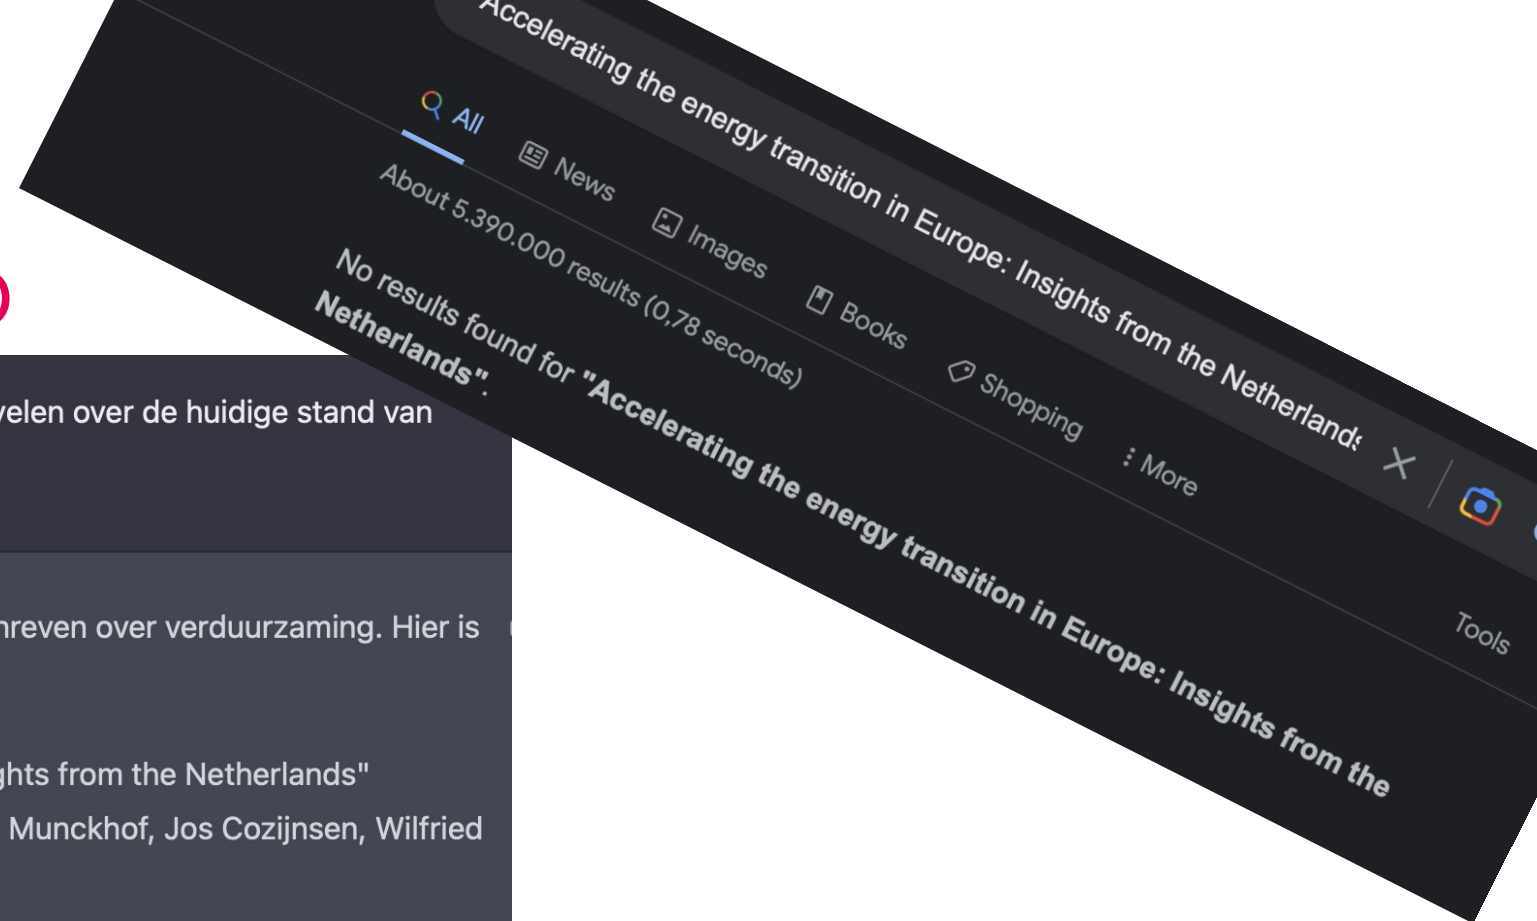 Accelerating the energy transition in Europe: Insights from the Netherlands
All News Images Books Shopping More Tools
About 5.390.000 results (0,78 seconds)
No results found for "Accelerating the energy transition in Europe: Insights from the
Netherlands".
velen over de huidige stand van
hreven over verduurzaming. Hier is
ghts from the Netherlands"
Munckhof, Jos Cozijnsen, Wilfried